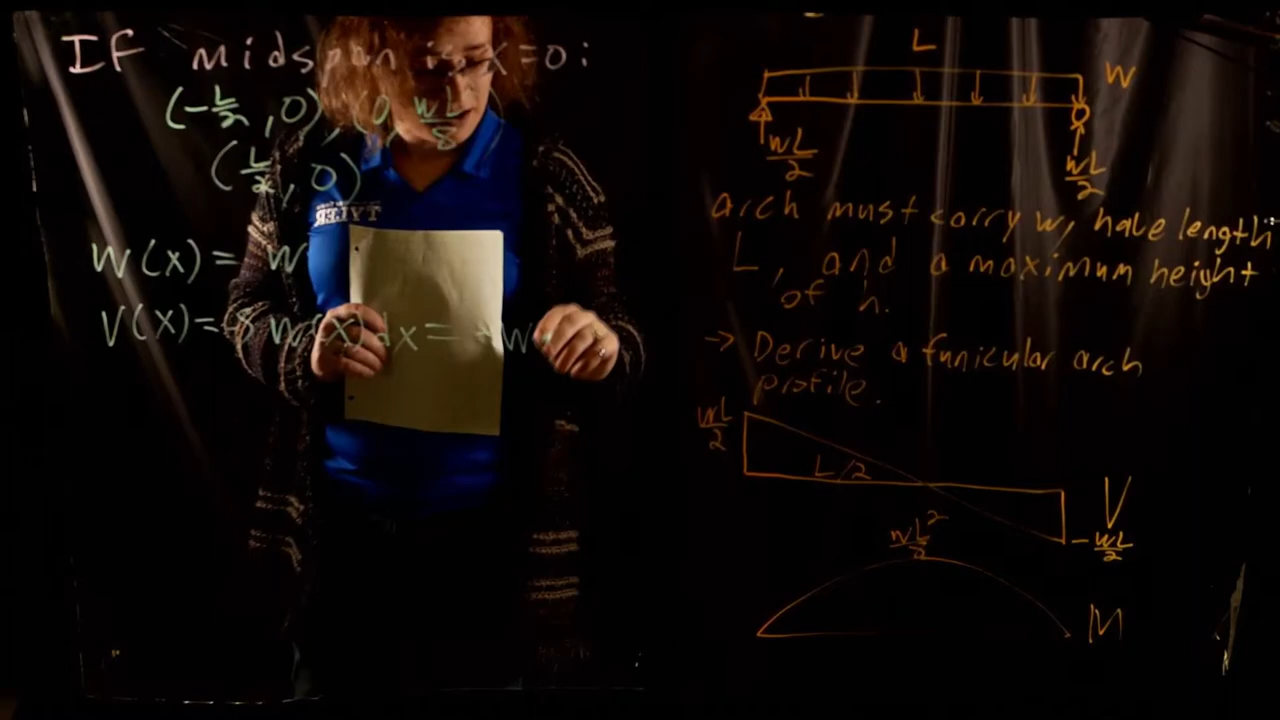 If midspan is x=0:
(-L/2, 0), (0, wL/8
(L/2, 0)
TYLER
W(x) = W
V(x) = -∫ W(x)dx = -W
L
W
wL/2
wL/2
arch must carry w, have length
L, and a maximum height
of h.
-> Derive a funicular arch
profile.
wL/2
L/2
V
-wL/2
wL²/8
M